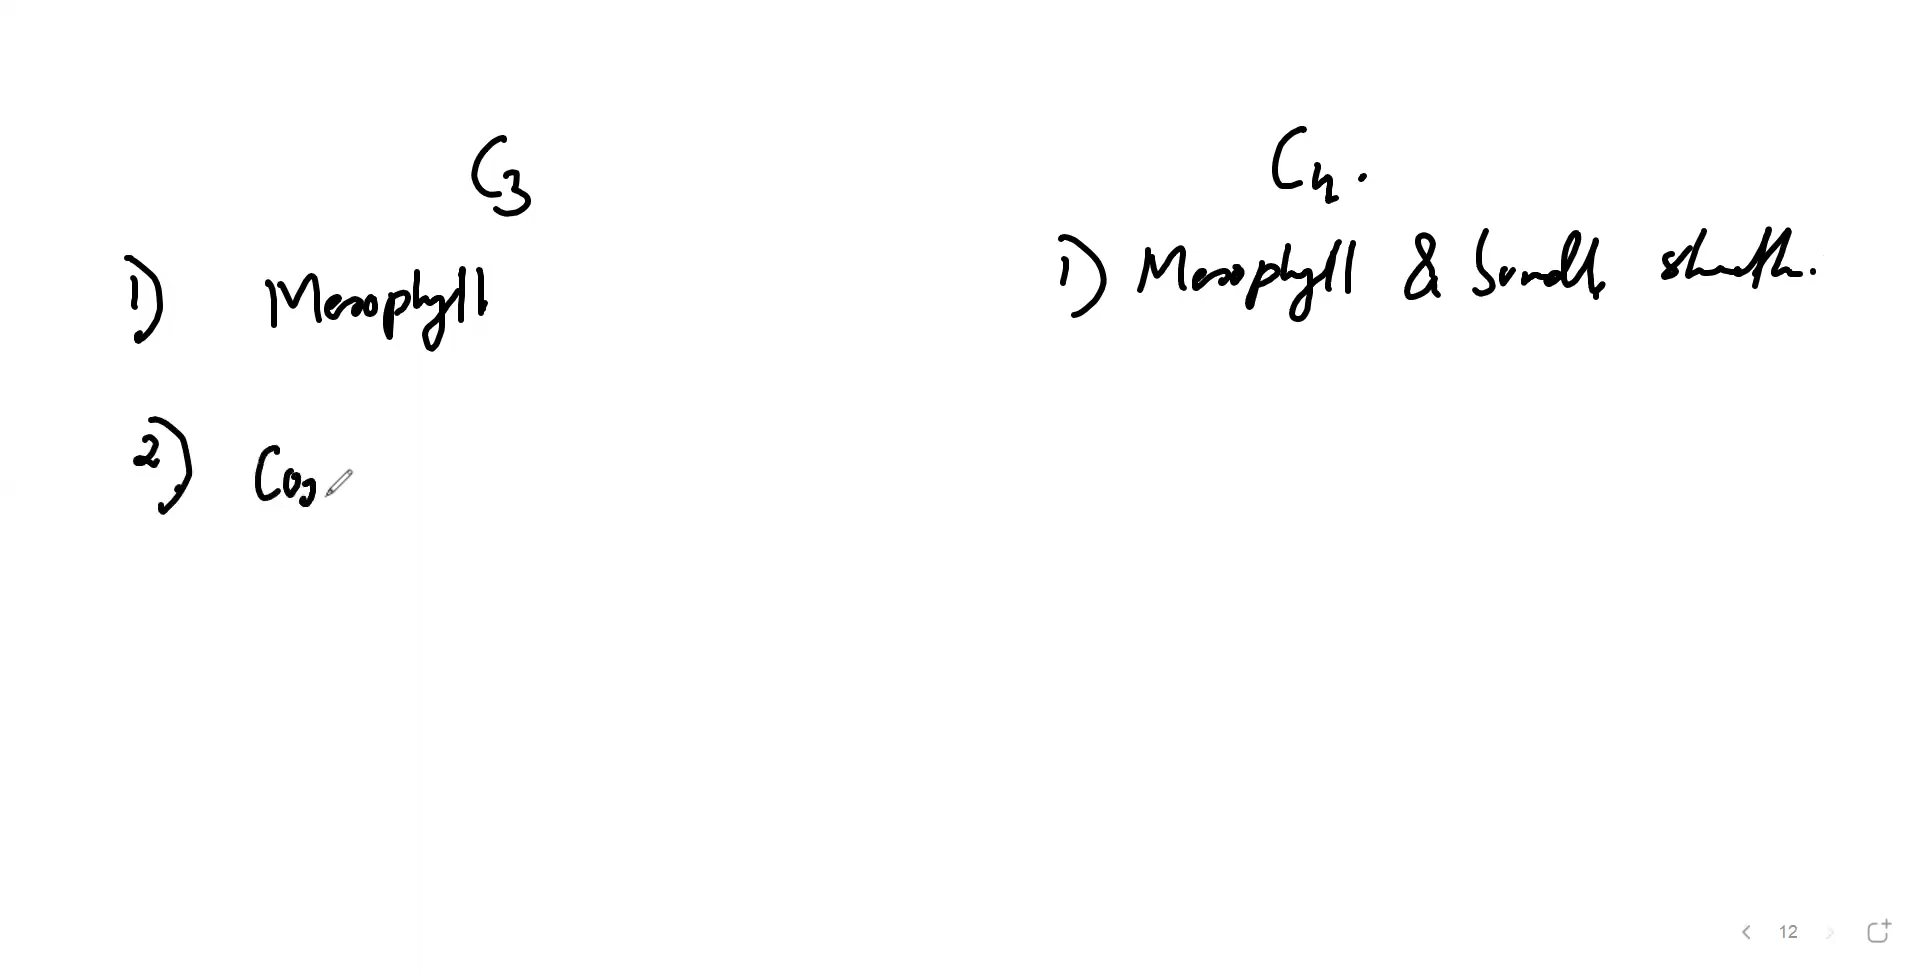 C3
C4.
1) Mesophyll
1) Mesophyll & Bundle sheath.
2) CO2
12